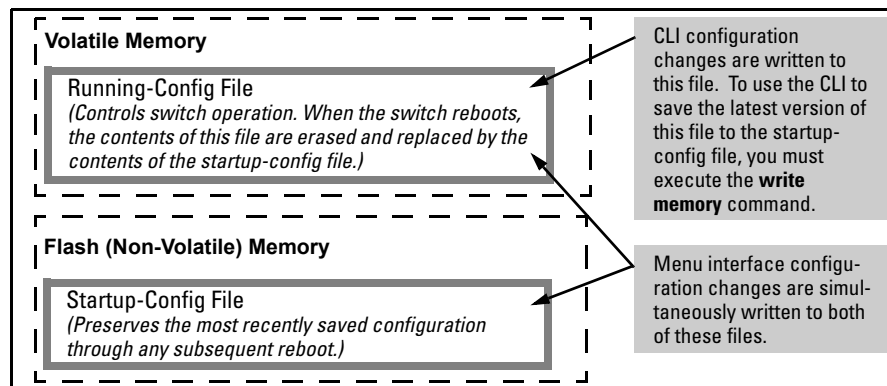 Volatile Memory
Running-Config File
(Controls switch operation. When the switch reboots,
the contents of this file are erased and replaced by the
contents of the startup-config file.)
CLI configuration
changes are written to
this file.  To use the CLI to
save the latest version of
this file to the startup-
config file, you must
execute the write
memory command.
Flash (Non-Volatile) Memory
Startup-Config File
(Preserves the most recently saved configuration
through any subsequent reboot.)
Menu interface configu-
ration changes are simul-
taneously written to both
of these files.